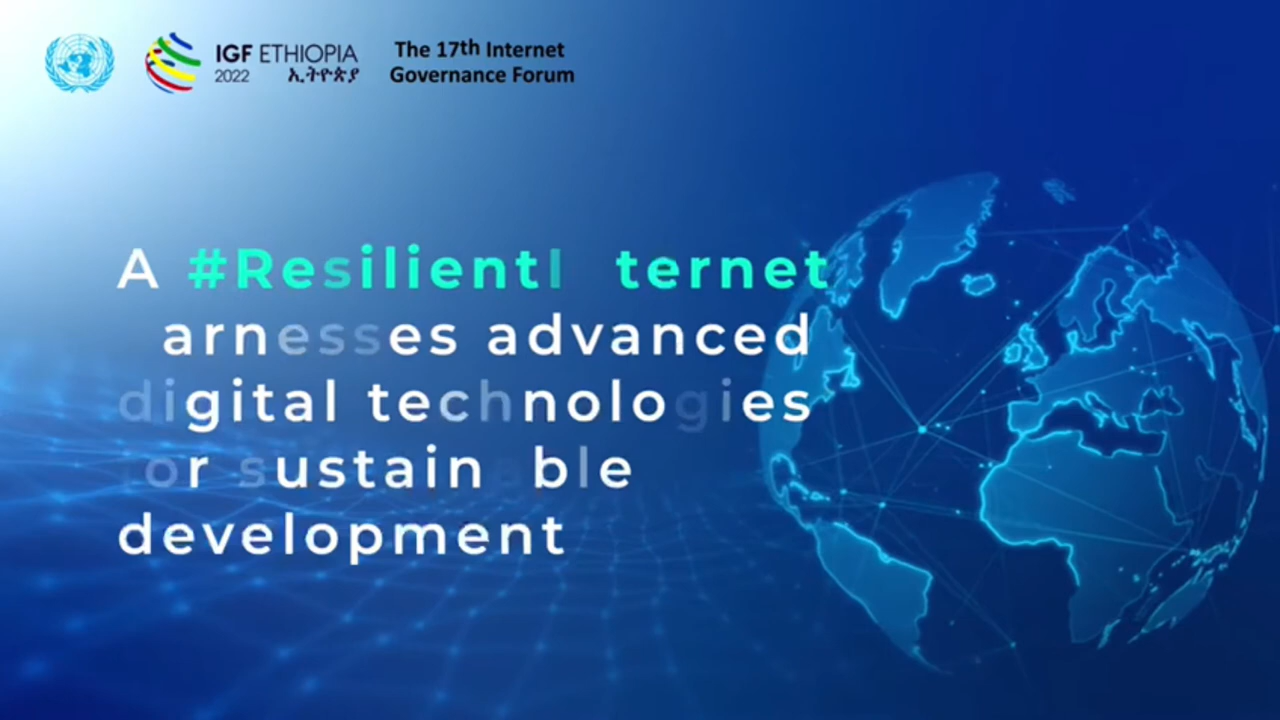 IGF ETHIOPIA
2022 ኢትዮጵያ
The 17th Internet
Governance Forum
A #ResilientI ternet
arnesses advanced
digital technologies
or sustain ble
development